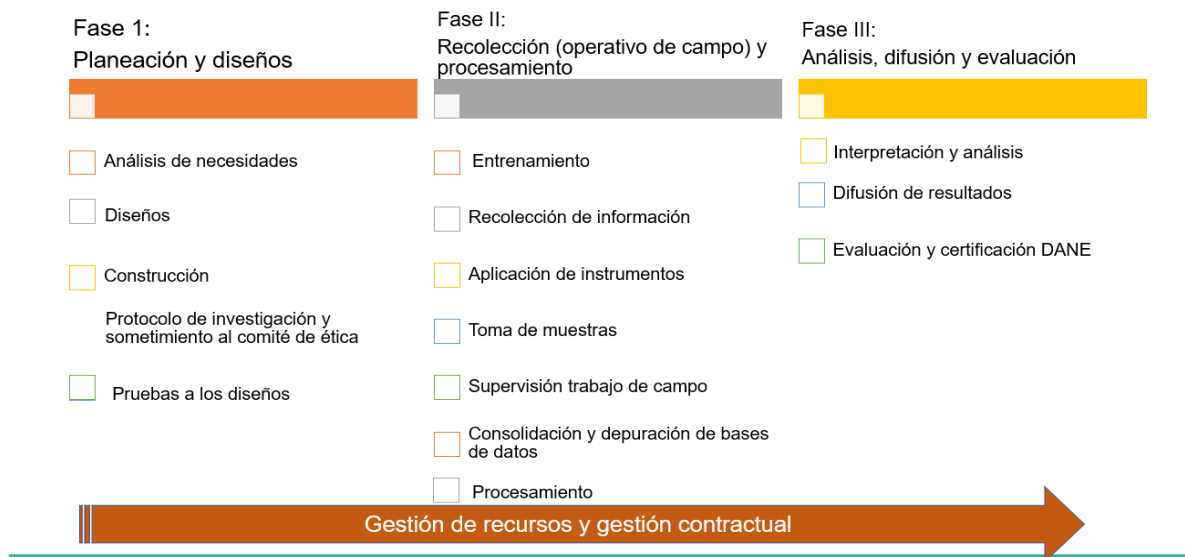 Fase 1:
Planeación y diseños
Análisis de necesidades
Diseños
Construcción
Protocolo de investigación y
sometimiento al comité de ética
Pruebas a los diseños
Fase II:
Recolección (operativo de campo) y
procesamiento
Entrenamiento
Recolección de información
Aplicación de instrumentos
Toma de muestras
Supervisión trabajo de campo
Consolidación y depuración de bases
de datos
Procesamiento
Fase III:
Análisis, difusión y evaluación
Interpretación y análisis
Difusión de resultados
Evaluación y certificación DANE
Gestión de recursos y gestión contractual